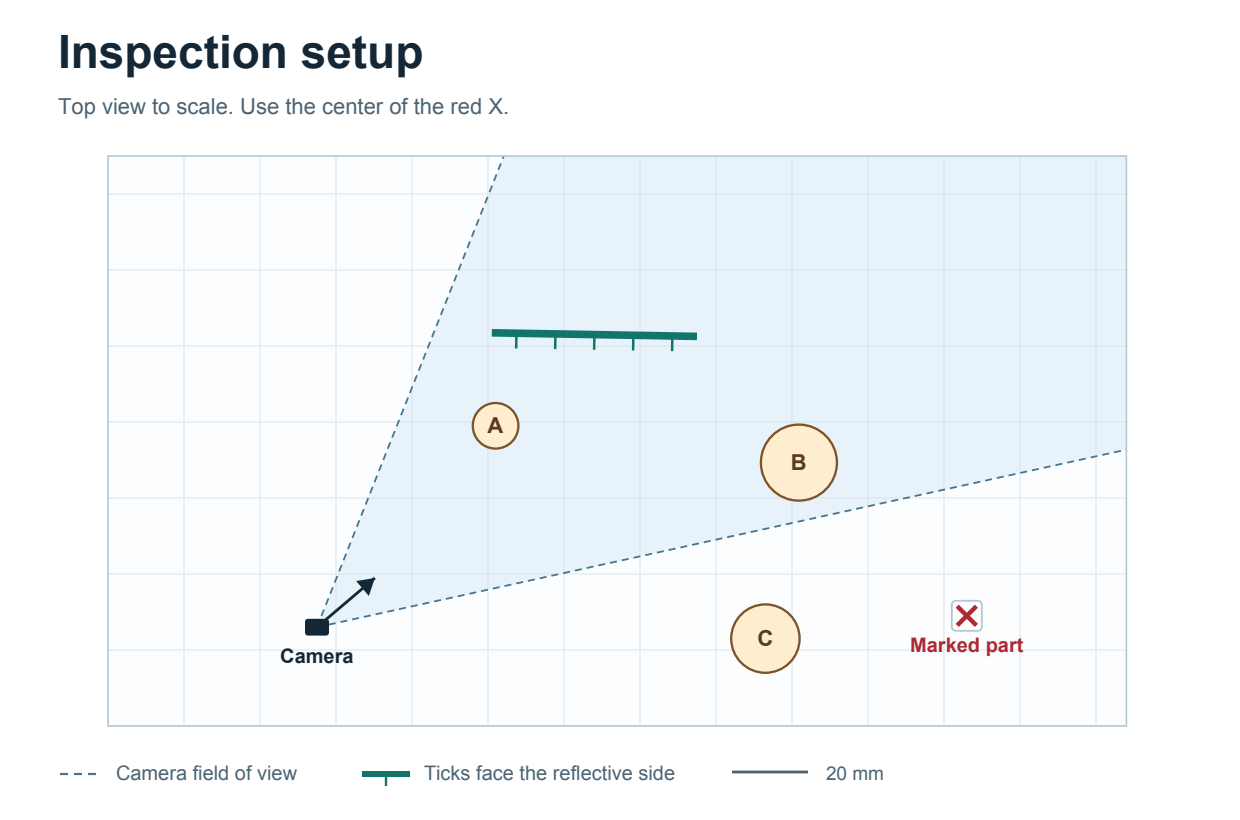 Inspection setup
Top view to scale. Use the center of the red X.
A
B
C
Camera
Marked part
Camera field of view
Ticks face the reflective side
20 mm